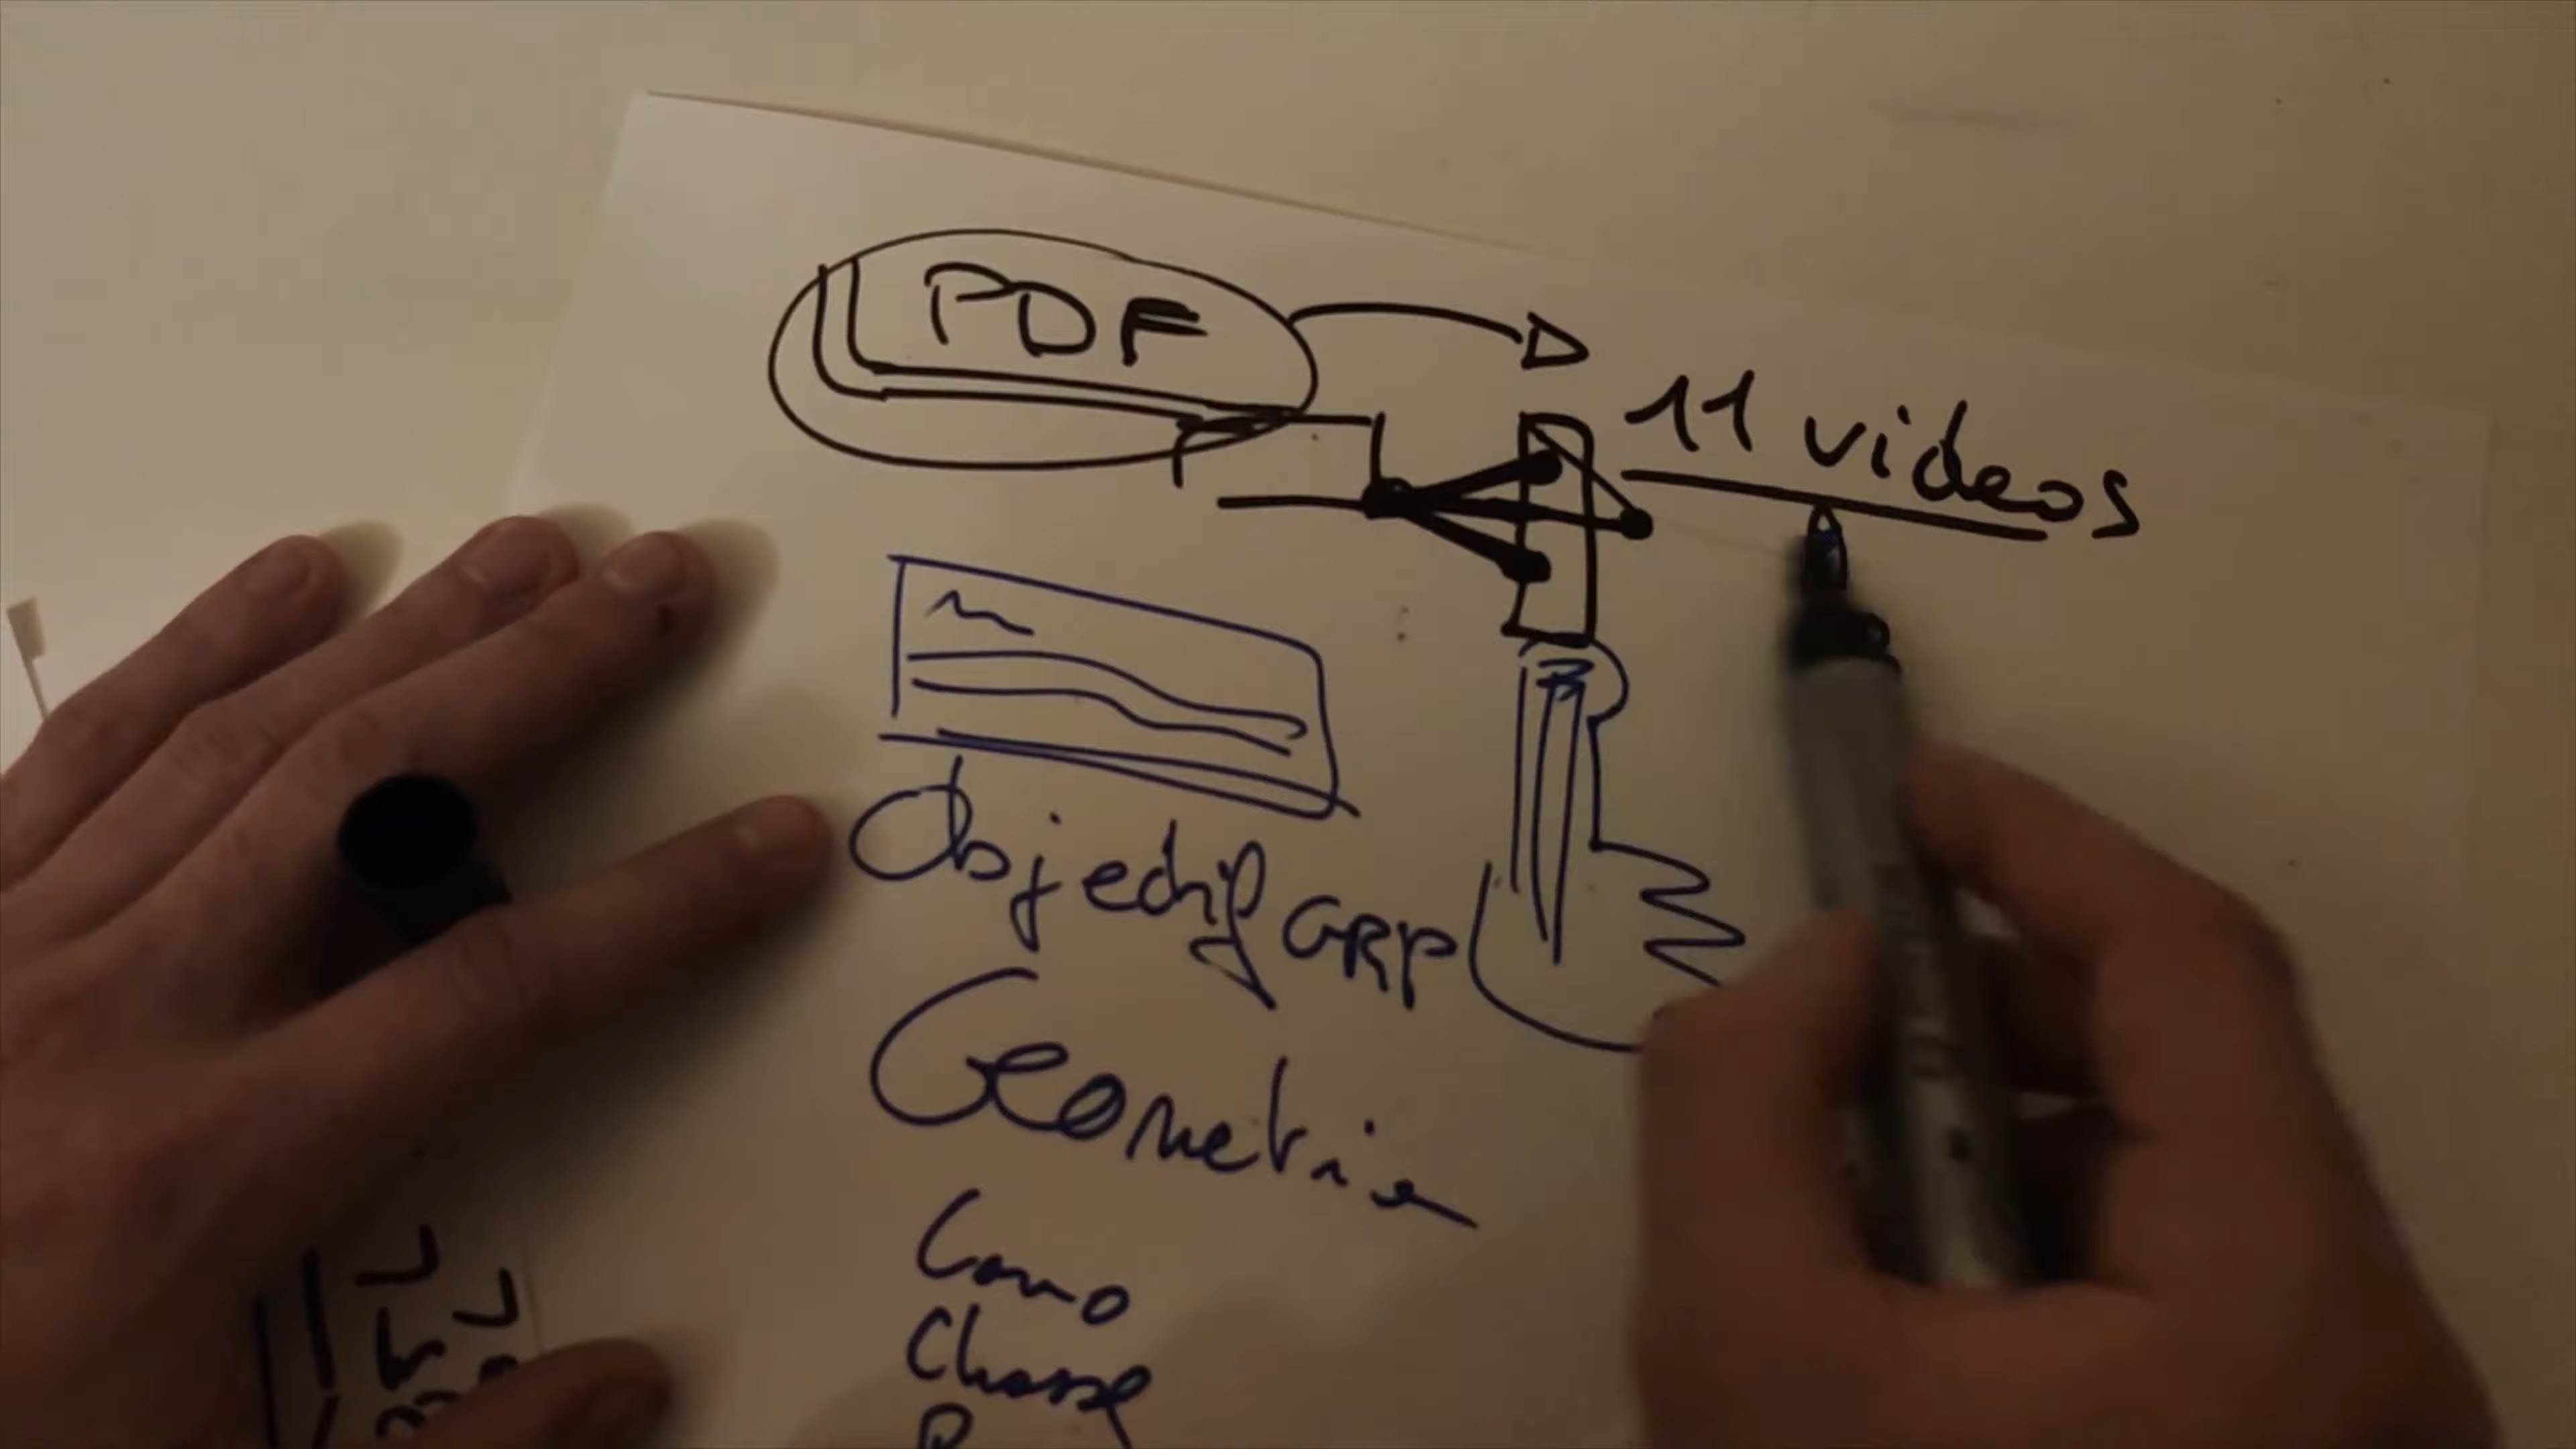 PDF
11 videos
Objectif GRP
Geometrie
Como
Chasse